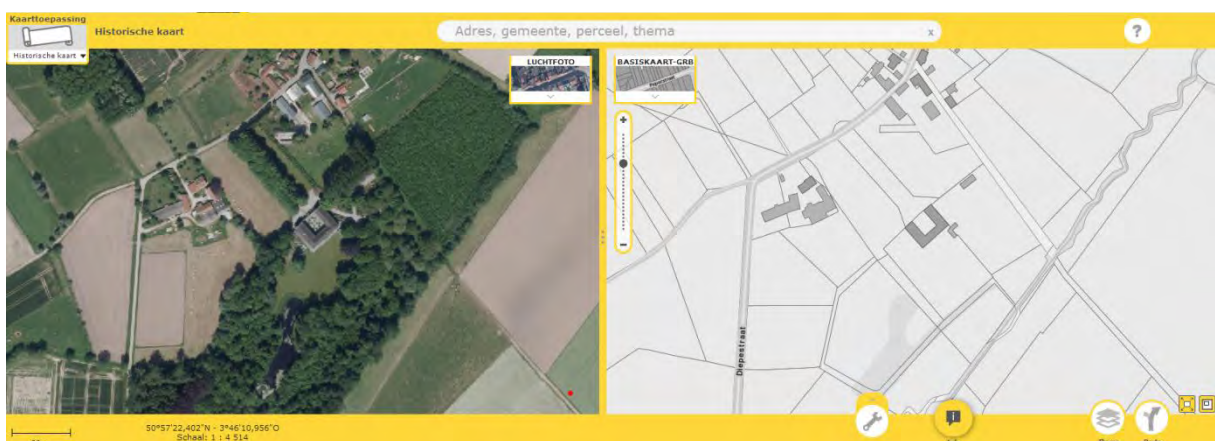 Kaarttoepassing
Historische kaart
Adres, gemeente, perceel, thema
x
?
Historische kaart
LUCHTFOTO
BASISKAART-GRB
Diepestraat
50°57'22,402"N - 3°46'10,956"O
Schaal: 1 : 4 514